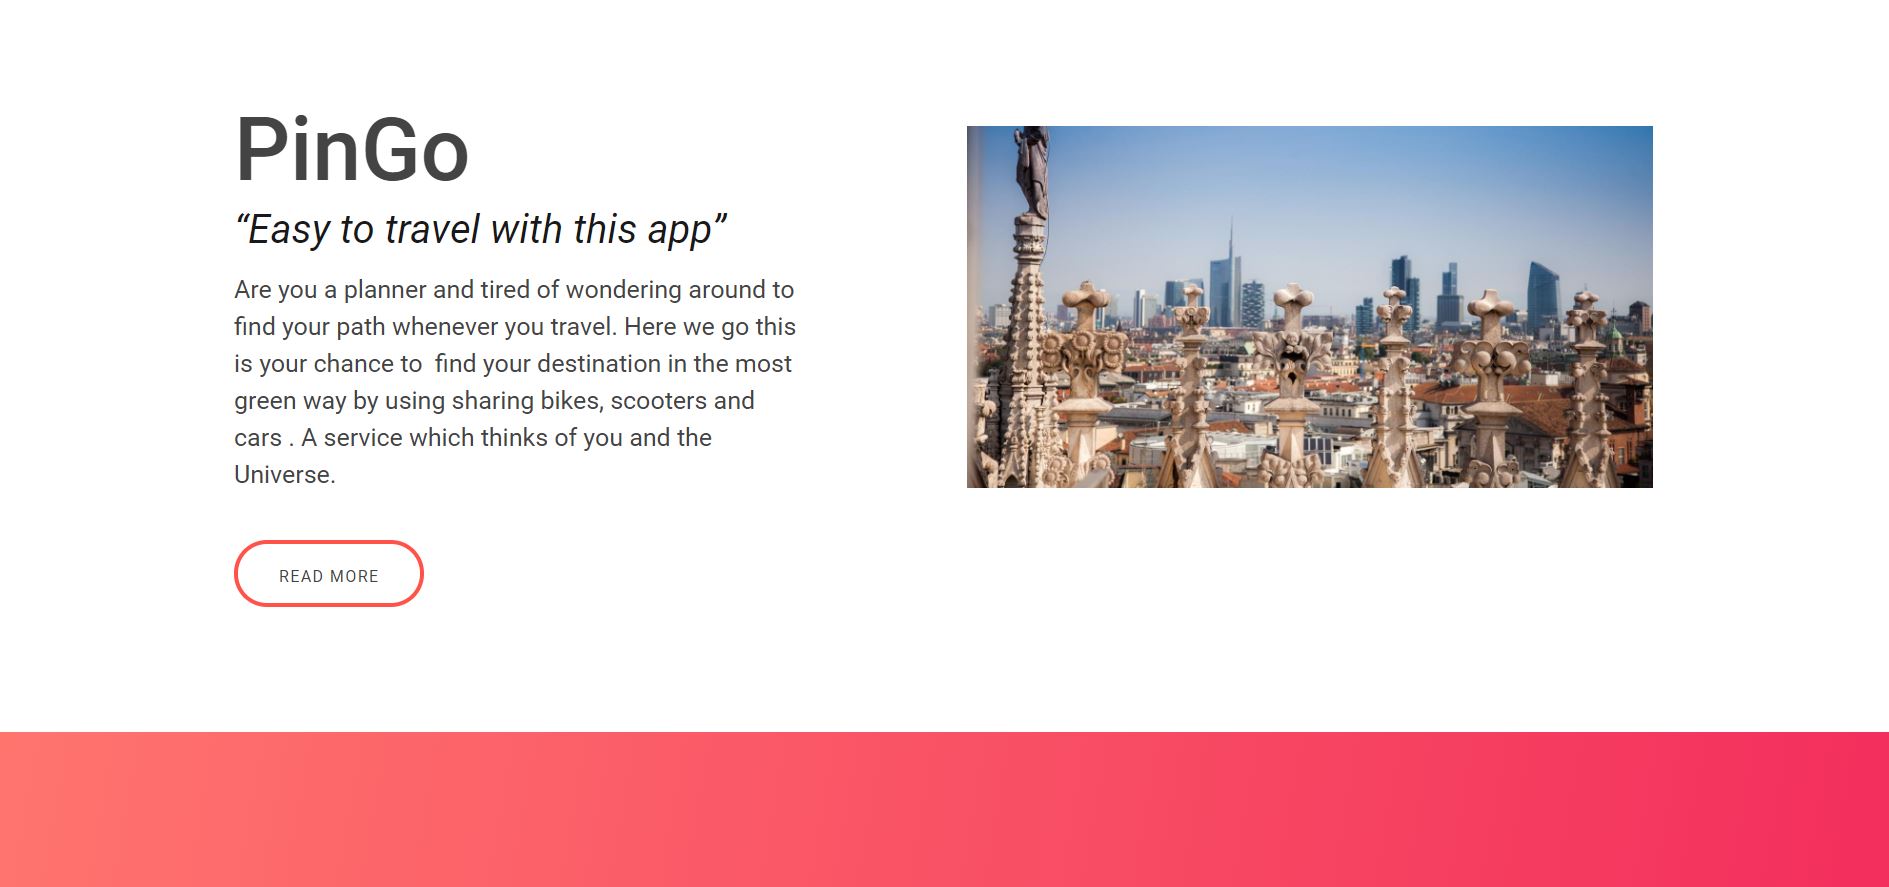 PinGo
“Easy to travel with this app”
Are you a planner and tired of wondering around to
find your path whenever you travel. Here we go this
is your chance to  find your destination in the most
green way by using sharing bikes, scooters and
cars . A service which thinks of you and the
Universe.
READ MORE